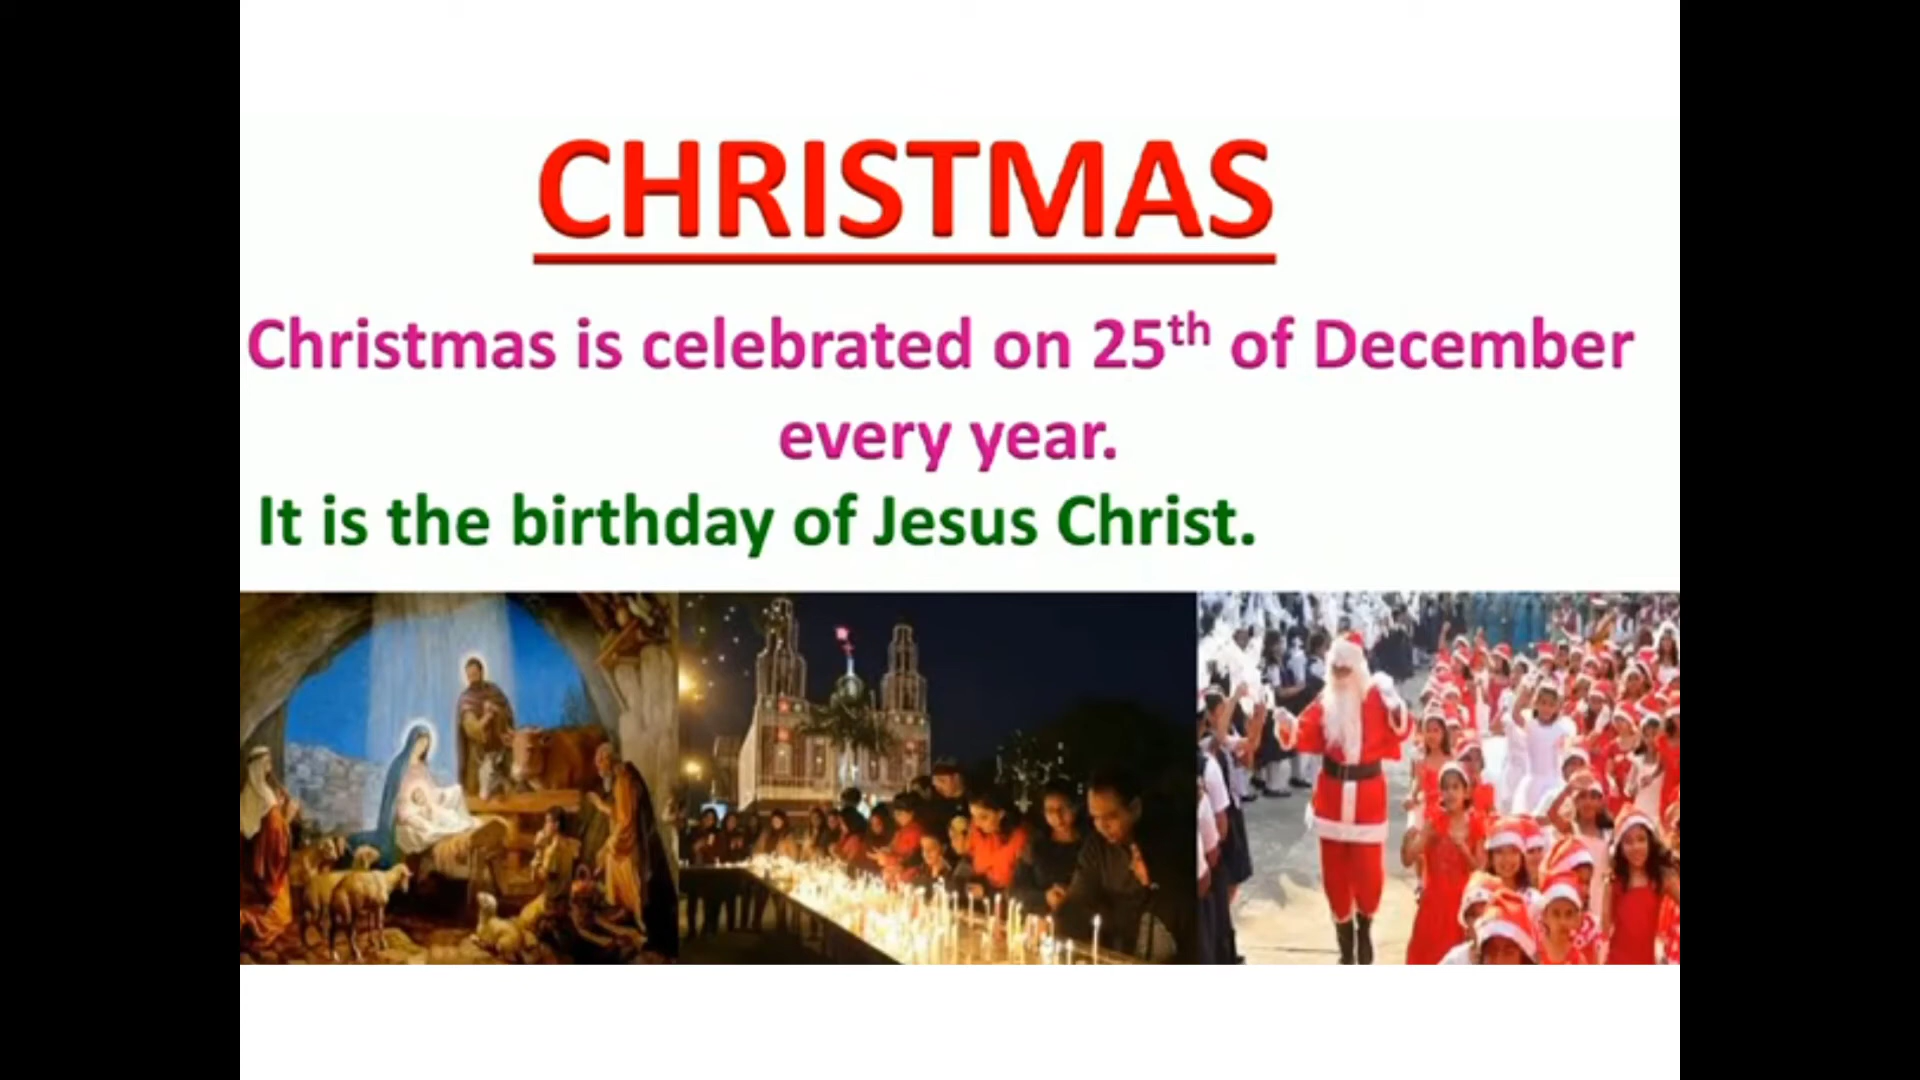 CHRISTMAS
Christmas is celebrated on 25th of December
every year.
It is the birthday of Jesus Christ.